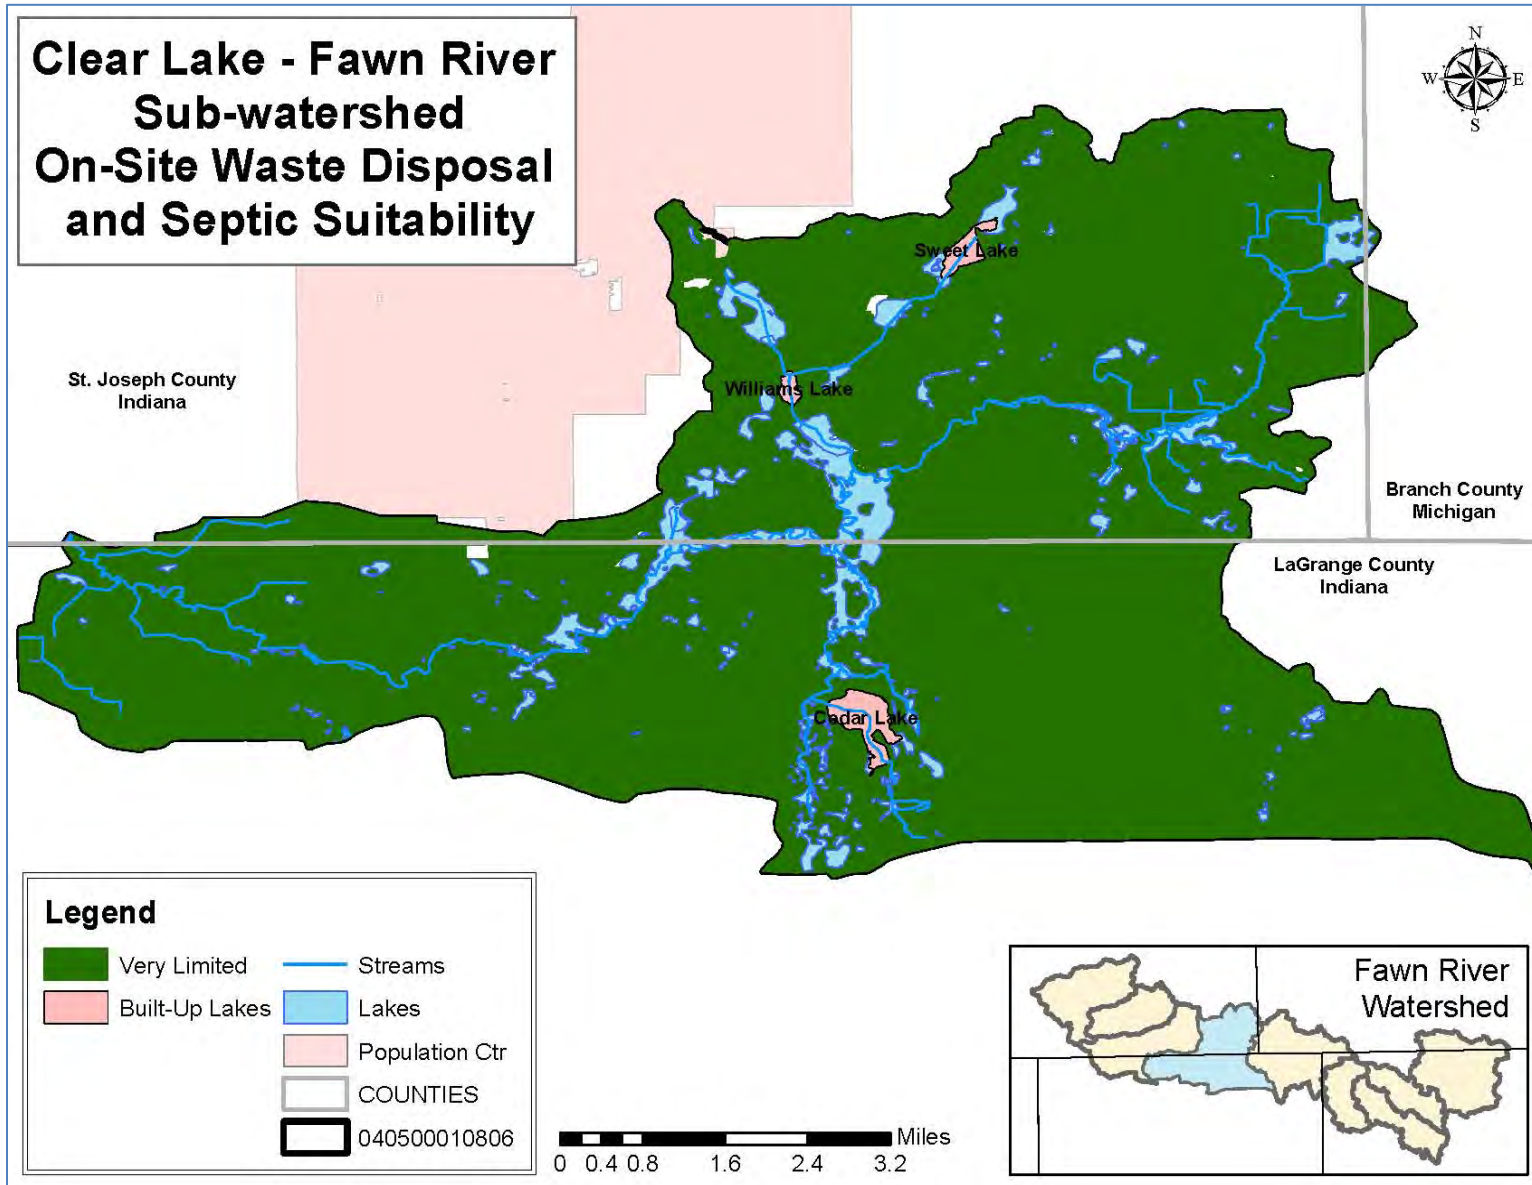 Clear Lake - Fawn River
Sub-watershed
On-Site Waste Disposal
and Septic Suitability
N
W
E
S
Sweet Lake
St. Joseph County
Indiana
Williams Lake
Branch County
Michigan
LaGrange County
Indiana
Cedar Lake
Legend
Very Limited
Built-Up Lakes
Streams
Lakes
Population Ctr
COUNTIES
040500010806
Miles
0 0.4 0.8 1.6 2.4 3.2
Fawn River
Watershed